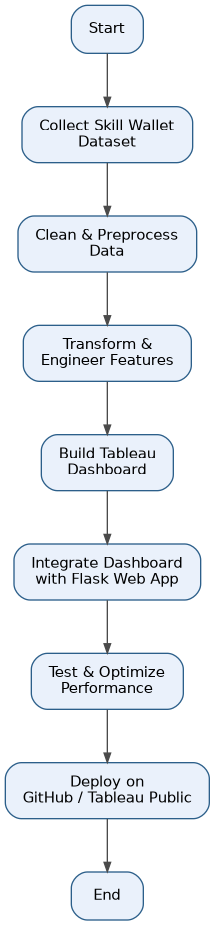 Start
Collect Skill Wallet
Dataset
Clean & Preprocess
Data
Transform &
Engineer Features
Build Tableau
Dashboard
Integrate Dashboard
with Flask Web App
Test & Optimize
Performance
Deploy on
GitHub / Tableau Public
End